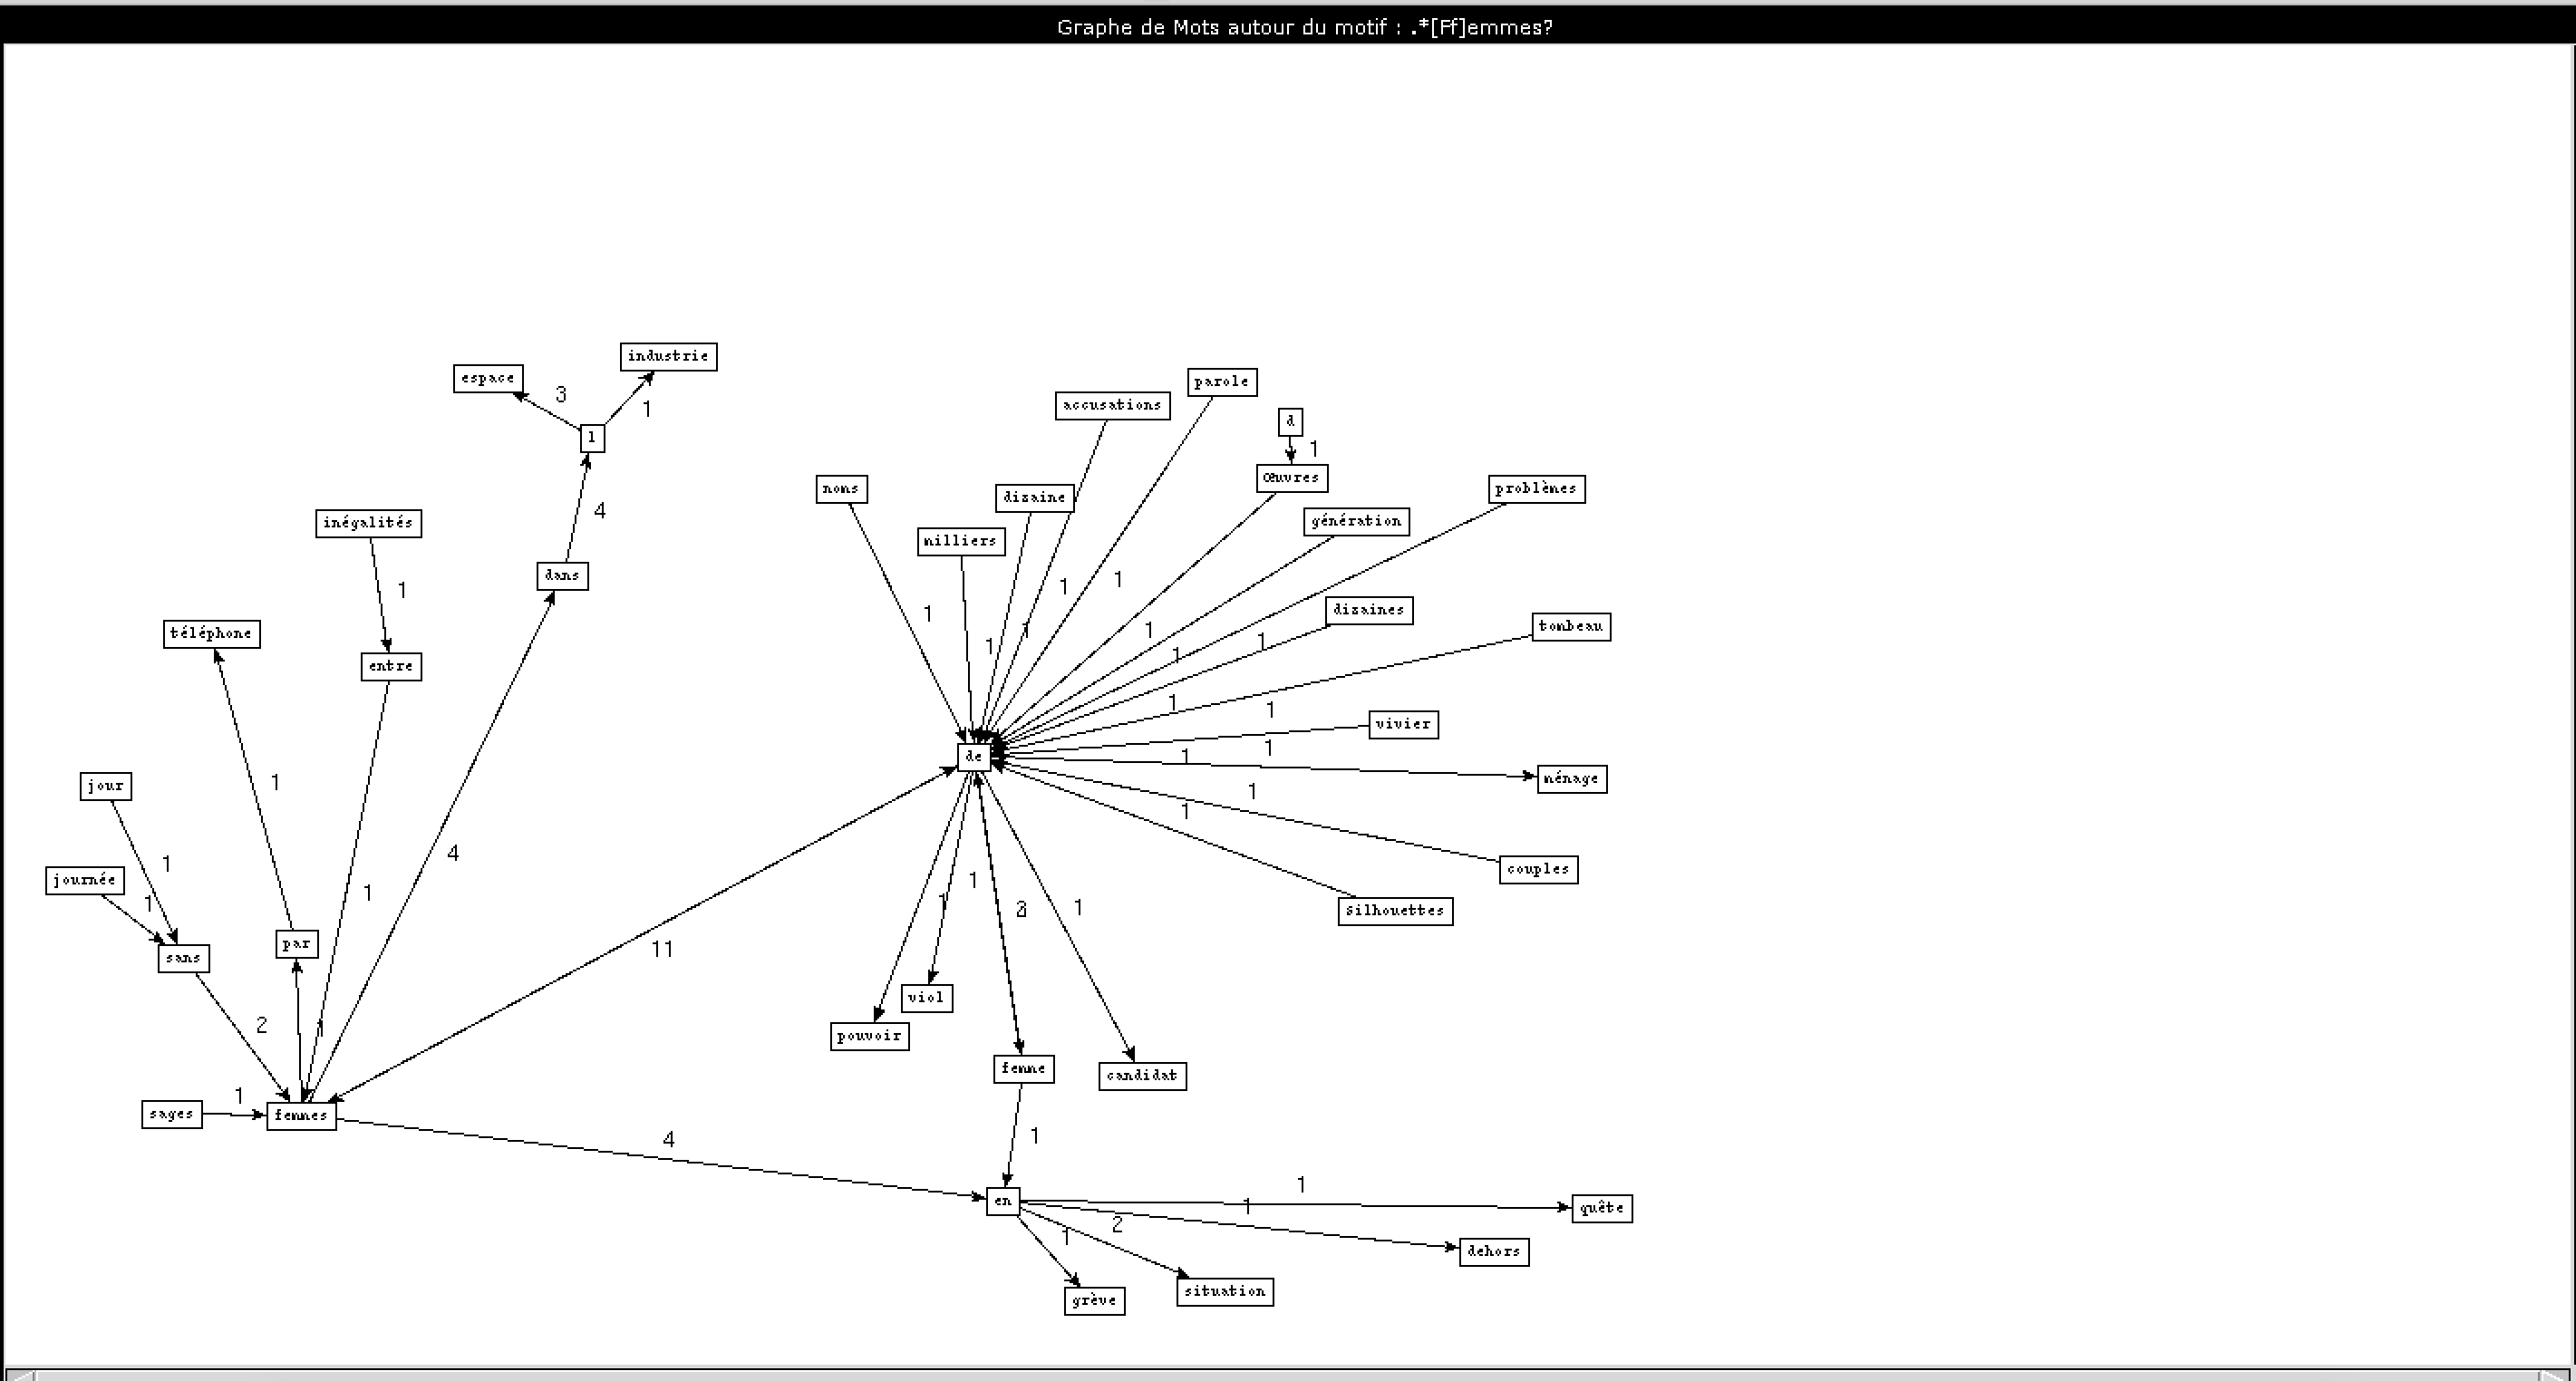 Graphe de Mots autour du motif : .*[Ff]emmes?
industrie
espace
3
1
l
parole
accusations
d
1
Œuvres
noms
dizaine
problèmes
4
inégalités
génération
milliers
dans
1
1
1
dizaines
1
téléphone
tombeau
1
1
1
1
entre
1
1
1
vivier
1
de
1
ménage
1
jour
1
1
4
1
couples
journée
1
1
1
1
1
silhouettes
par
11
sans
viol
2
1
pouvoir
femme
candidat
1
sages
femmes
1
4
1
en
quête
1
2
1
dehors
situation
grève